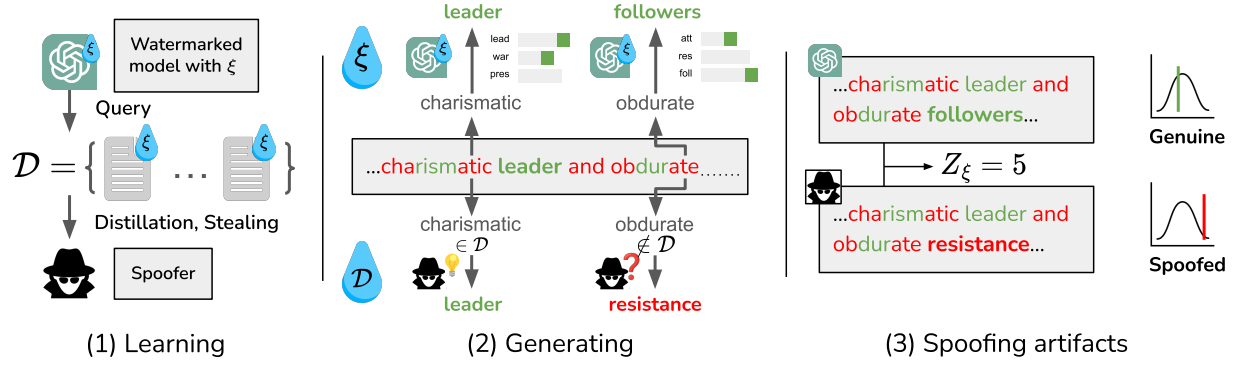 ξ
Watermarked
model with ξ
Query
𝒟 = {
ξ
...
ξ
}
Distillation, Stealing
Spoofer
(1) Learning
leader
followers
ξ
ξ
lead
war
pres
ξ
att
res
foll
charismatic
obdurate
...charismatic leader and obdurate.......
charismatic
obdurate
∈ 𝒟
∉ 𝒟
𝒟
?
leader
resistance
(2) Generating
...charismatic leader and
obdurate followers...
Genuine
Z_ξ = 5
...charismatic leader and
obdurate resistance...
Spoofed
(3) Spoofing artifacts